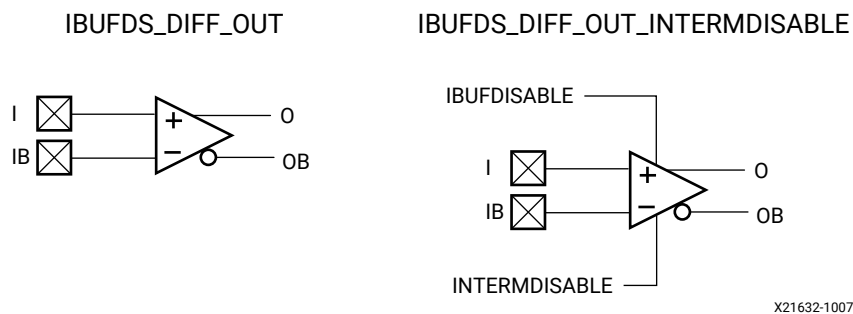 IBUFDS_DIFF_OUT
I
IB
+
−
O
OB
IBUFDS_DIFF_OUT_INTERMDISABLE
IBUFDISABLE
I
IB
+
−
O
OB
INTERMDISABLE
X21632-1007